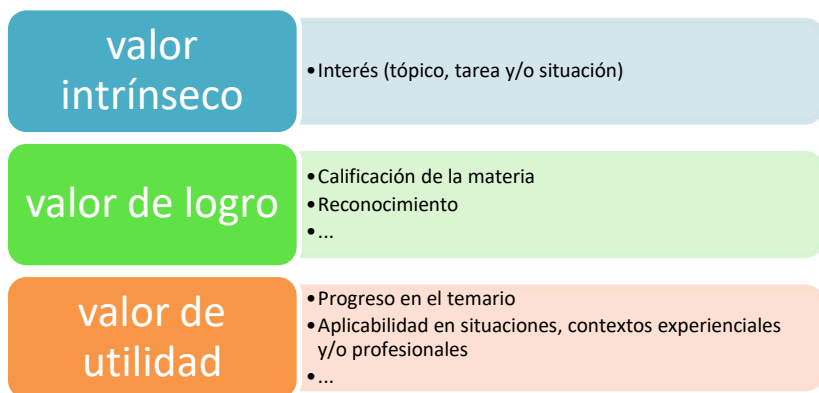 valor
intrínseco
•Interés (tópico, tarea y/o situación)
valor de logro
•Calificación de la materia
•Reconocimiento
•...
valor de
utilidad
•Progreso en el temario
•Aplicabilidad en situaciones, contextos experienciales
y/o profesionales
•...